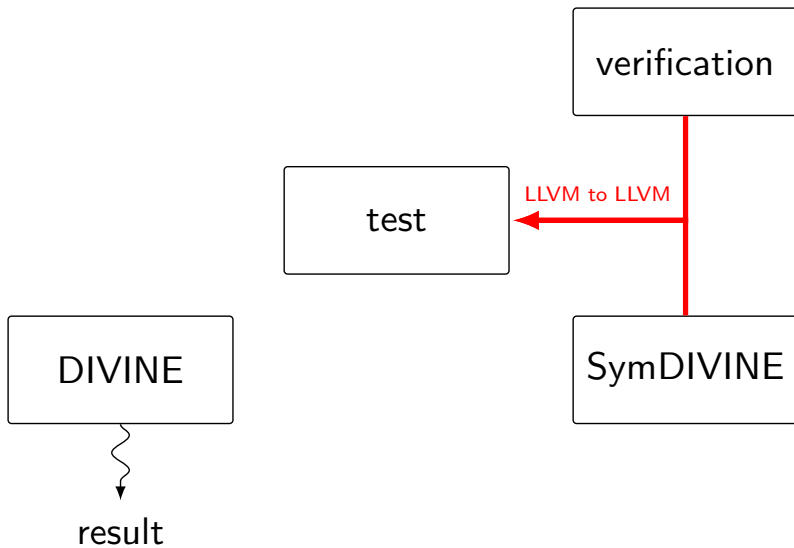 verification
LLVM to LLVM
test
DIVINE
SymDIVINE
result